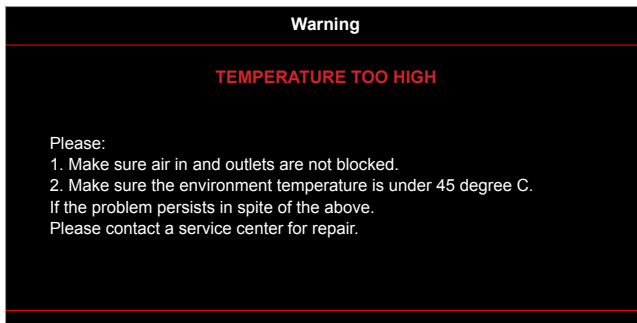 Warning
TEMPERATURE TOO HIGH
Please:
1. Make sure air in and outlets are not blocked.
2. Make sure the environment temperature is under 45 degree C.
If the problem persists in spite of the above.
Please contact a service center for repair.